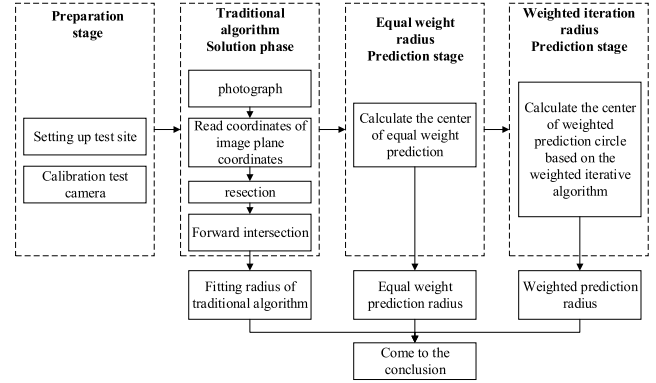 Preparation
stage
Setting up test site
Calibration test
camera
Traditional
algorithm
Solution phase
photograph
Read coordinates of
image plane
coordinates
resection
Forward intersection
Fitting radius of
traditional algorithm
Equal weight
radius
Prediction stage
Calculate the center
of equal weight
prediction
Equal weight
prediction radius
Weighted iteration
radius
Prediction stage
Calculate the center
of weighted
prediction circle
based on the
weighted iterative
algorithm
Weighted prediction
radius
Come to the
conclusion